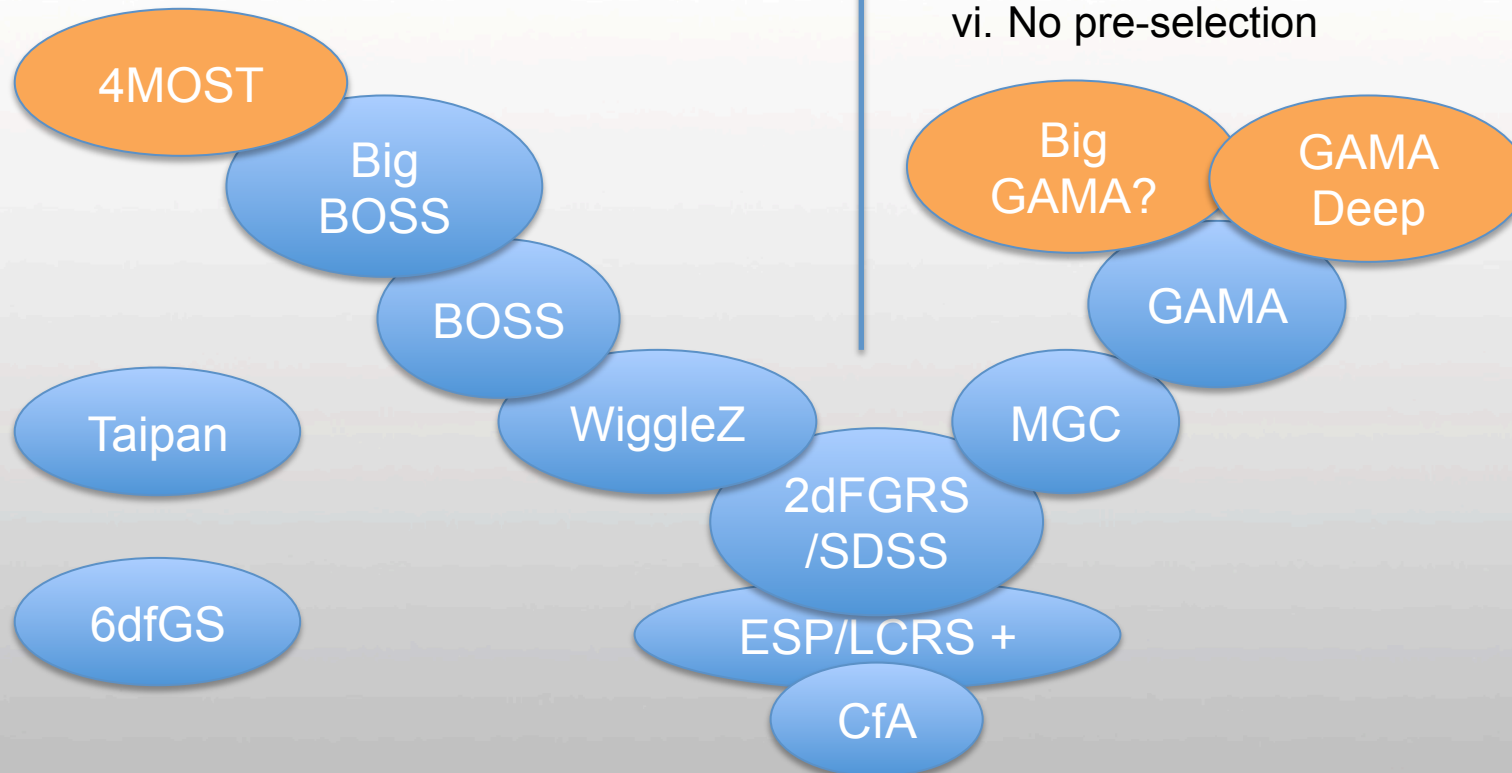 vi. No pre-selection
4MOST
Big
BOSS
Big
GAMA?
GAMA
Deep
BOSS
GAMA
Taipan
WiggleZ
MGC
2dFGRS
/SDSS
6dfGS
ESP/LCRS +
CfA